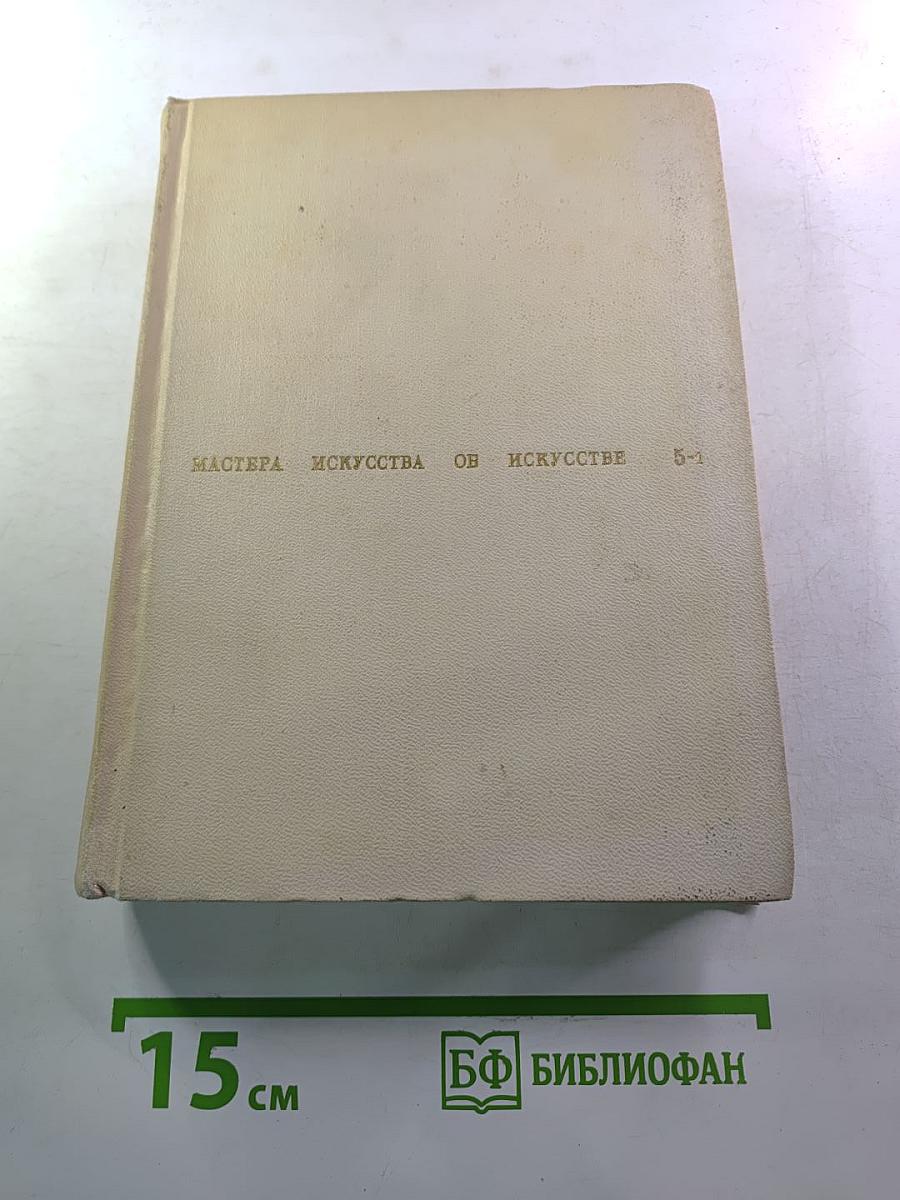 МАСТЕРА ИСКУССТВА ОБ ИСКУССТВЕ 5-1
15 см
БФ БИБЛИОФАН